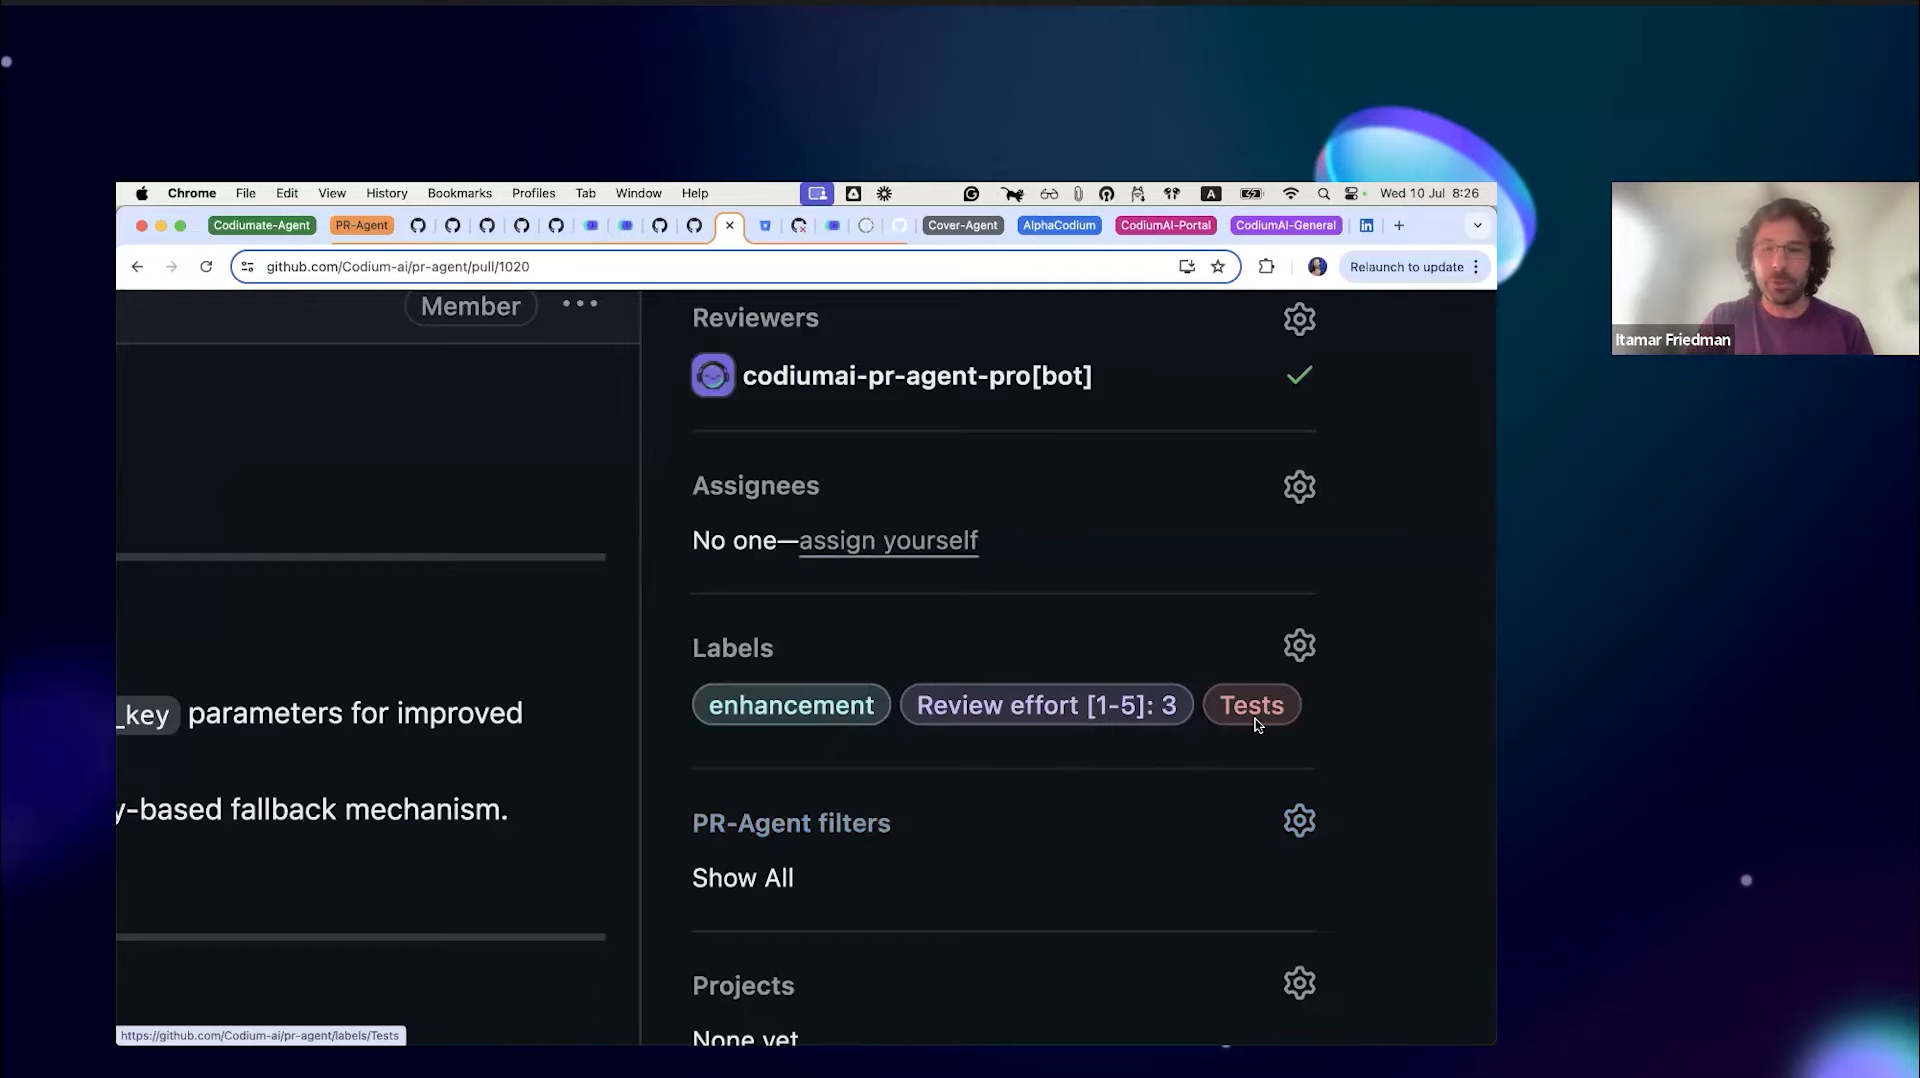 Chrome File Edit View History Bookmarks Profiles Tab Window Help A Wed 10 Jul 8:26
Codiumate-Agent PR-Agent Cover-Agent AlphaCodium CodiumAI-Portal CodiumAI-General
github.com/Codium-ai/pr-agent/pull/1020 Relaunch to update
Itamar Friedman
Member
_key parameters for improved
y-based fallback mechanism.
Reviewers
codiumai-pr-agent-pro[bot]
Assignees
No one—assign yourself
Labels
enhancement Review effort [1-5]: 3 Tests
PR-Agent filters
Show All
Projects
None yet
https://github.com/Codium-ai/pr-agent/labels/Tests